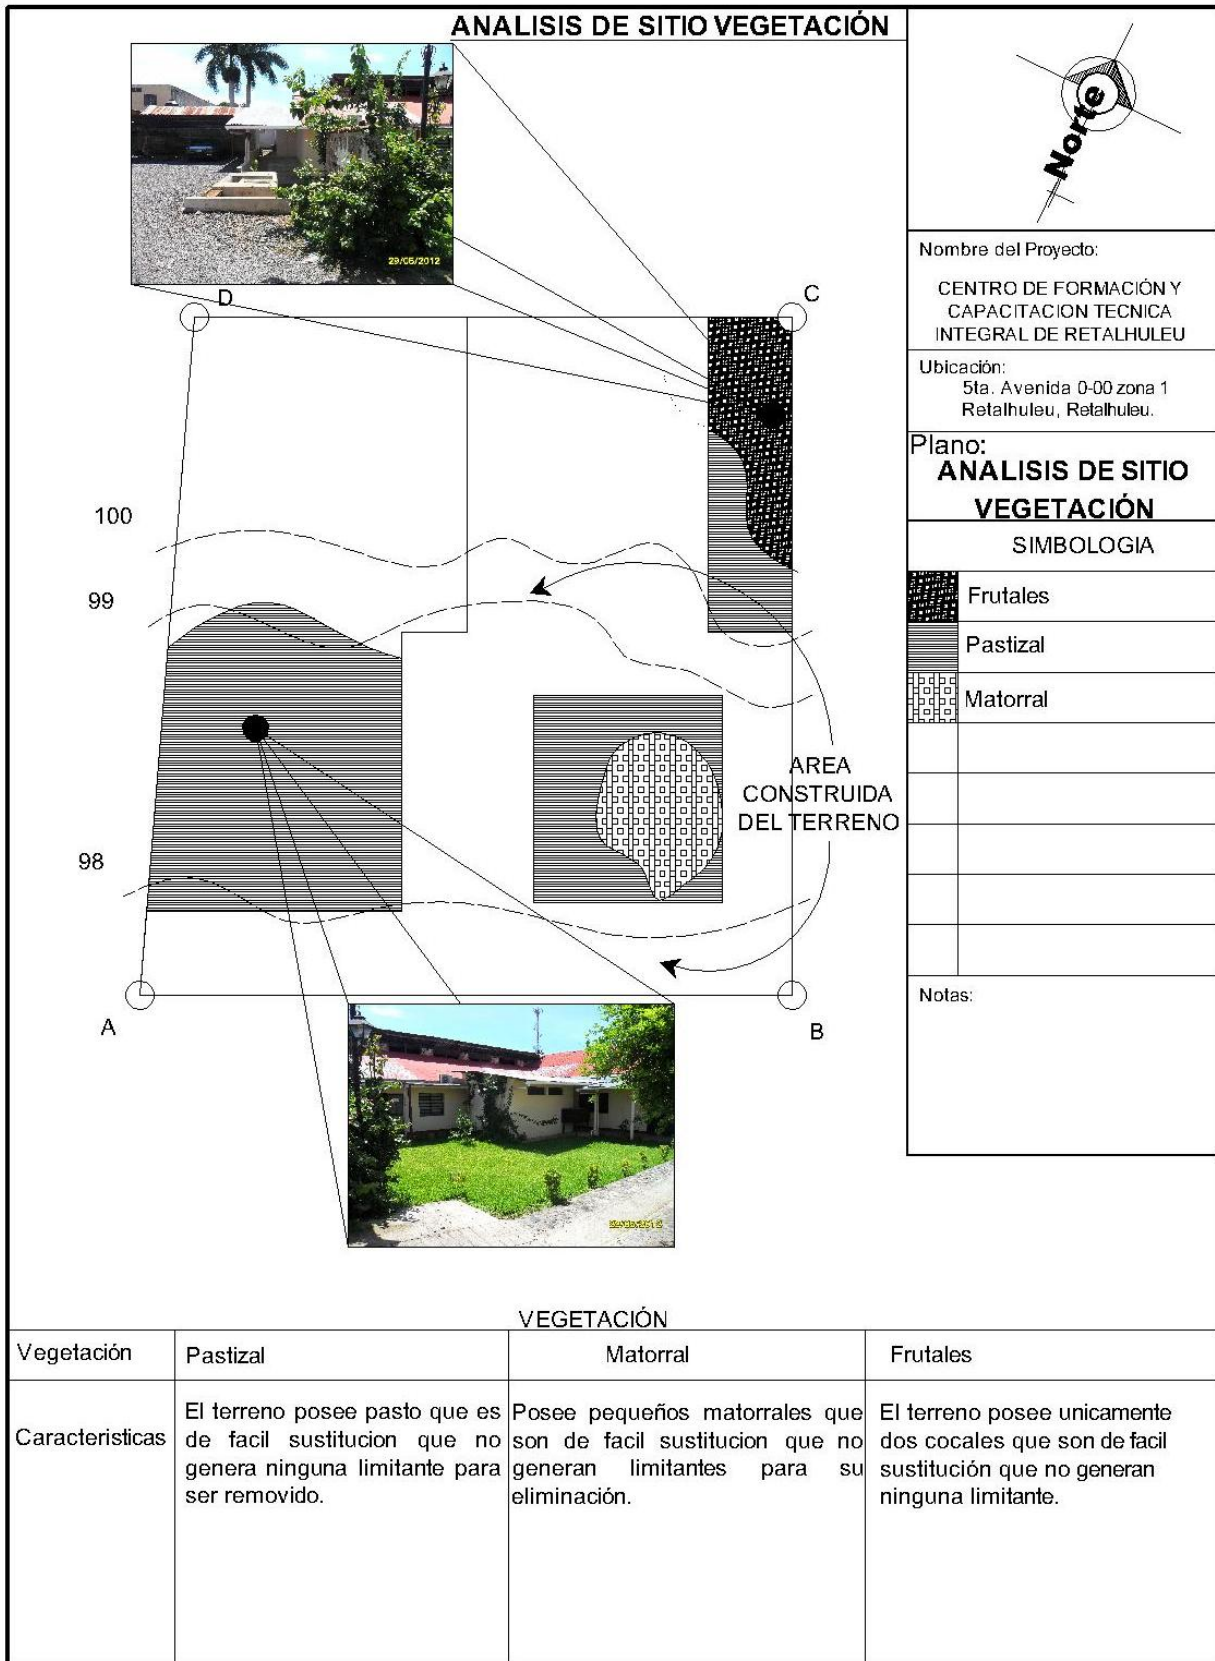 ANALISIS DE SITIO VEGETACIÓN
29/05/2012
D
C
100
99
98
AREA
CONSTRUIDA
DEL TERRENO
A
B
Norte
Nombre del Proyecto:
CENTRO DE FORMACIÓN Y
CAPACITACION TECNICA
INTEGRAL DE RETALHULEU
Ubicación:
5ta. Avenida 0-00 zona 1
Retalhuleu, Retalhuleu.
Plano:
ANALISIS DE SITIO
VEGETACIÓN
SIMBOLOGIA
Frutales
Pastizal
Matorral
Notas:
VEGETACIÓN
Vegetación
Pastizal
Matorral
Frutales
Caracteristicas
El terreno posee pasto que es
de facil sustitucion que no
genera ninguna limitante para
ser removido.
Posee pequeños matorrales que
son de facil sustitucion que no
generan limitantes para su
eliminación.
El terreno posee unicamente
dos cocales que son de facil
sustitución que no generan
ninguna limitante.